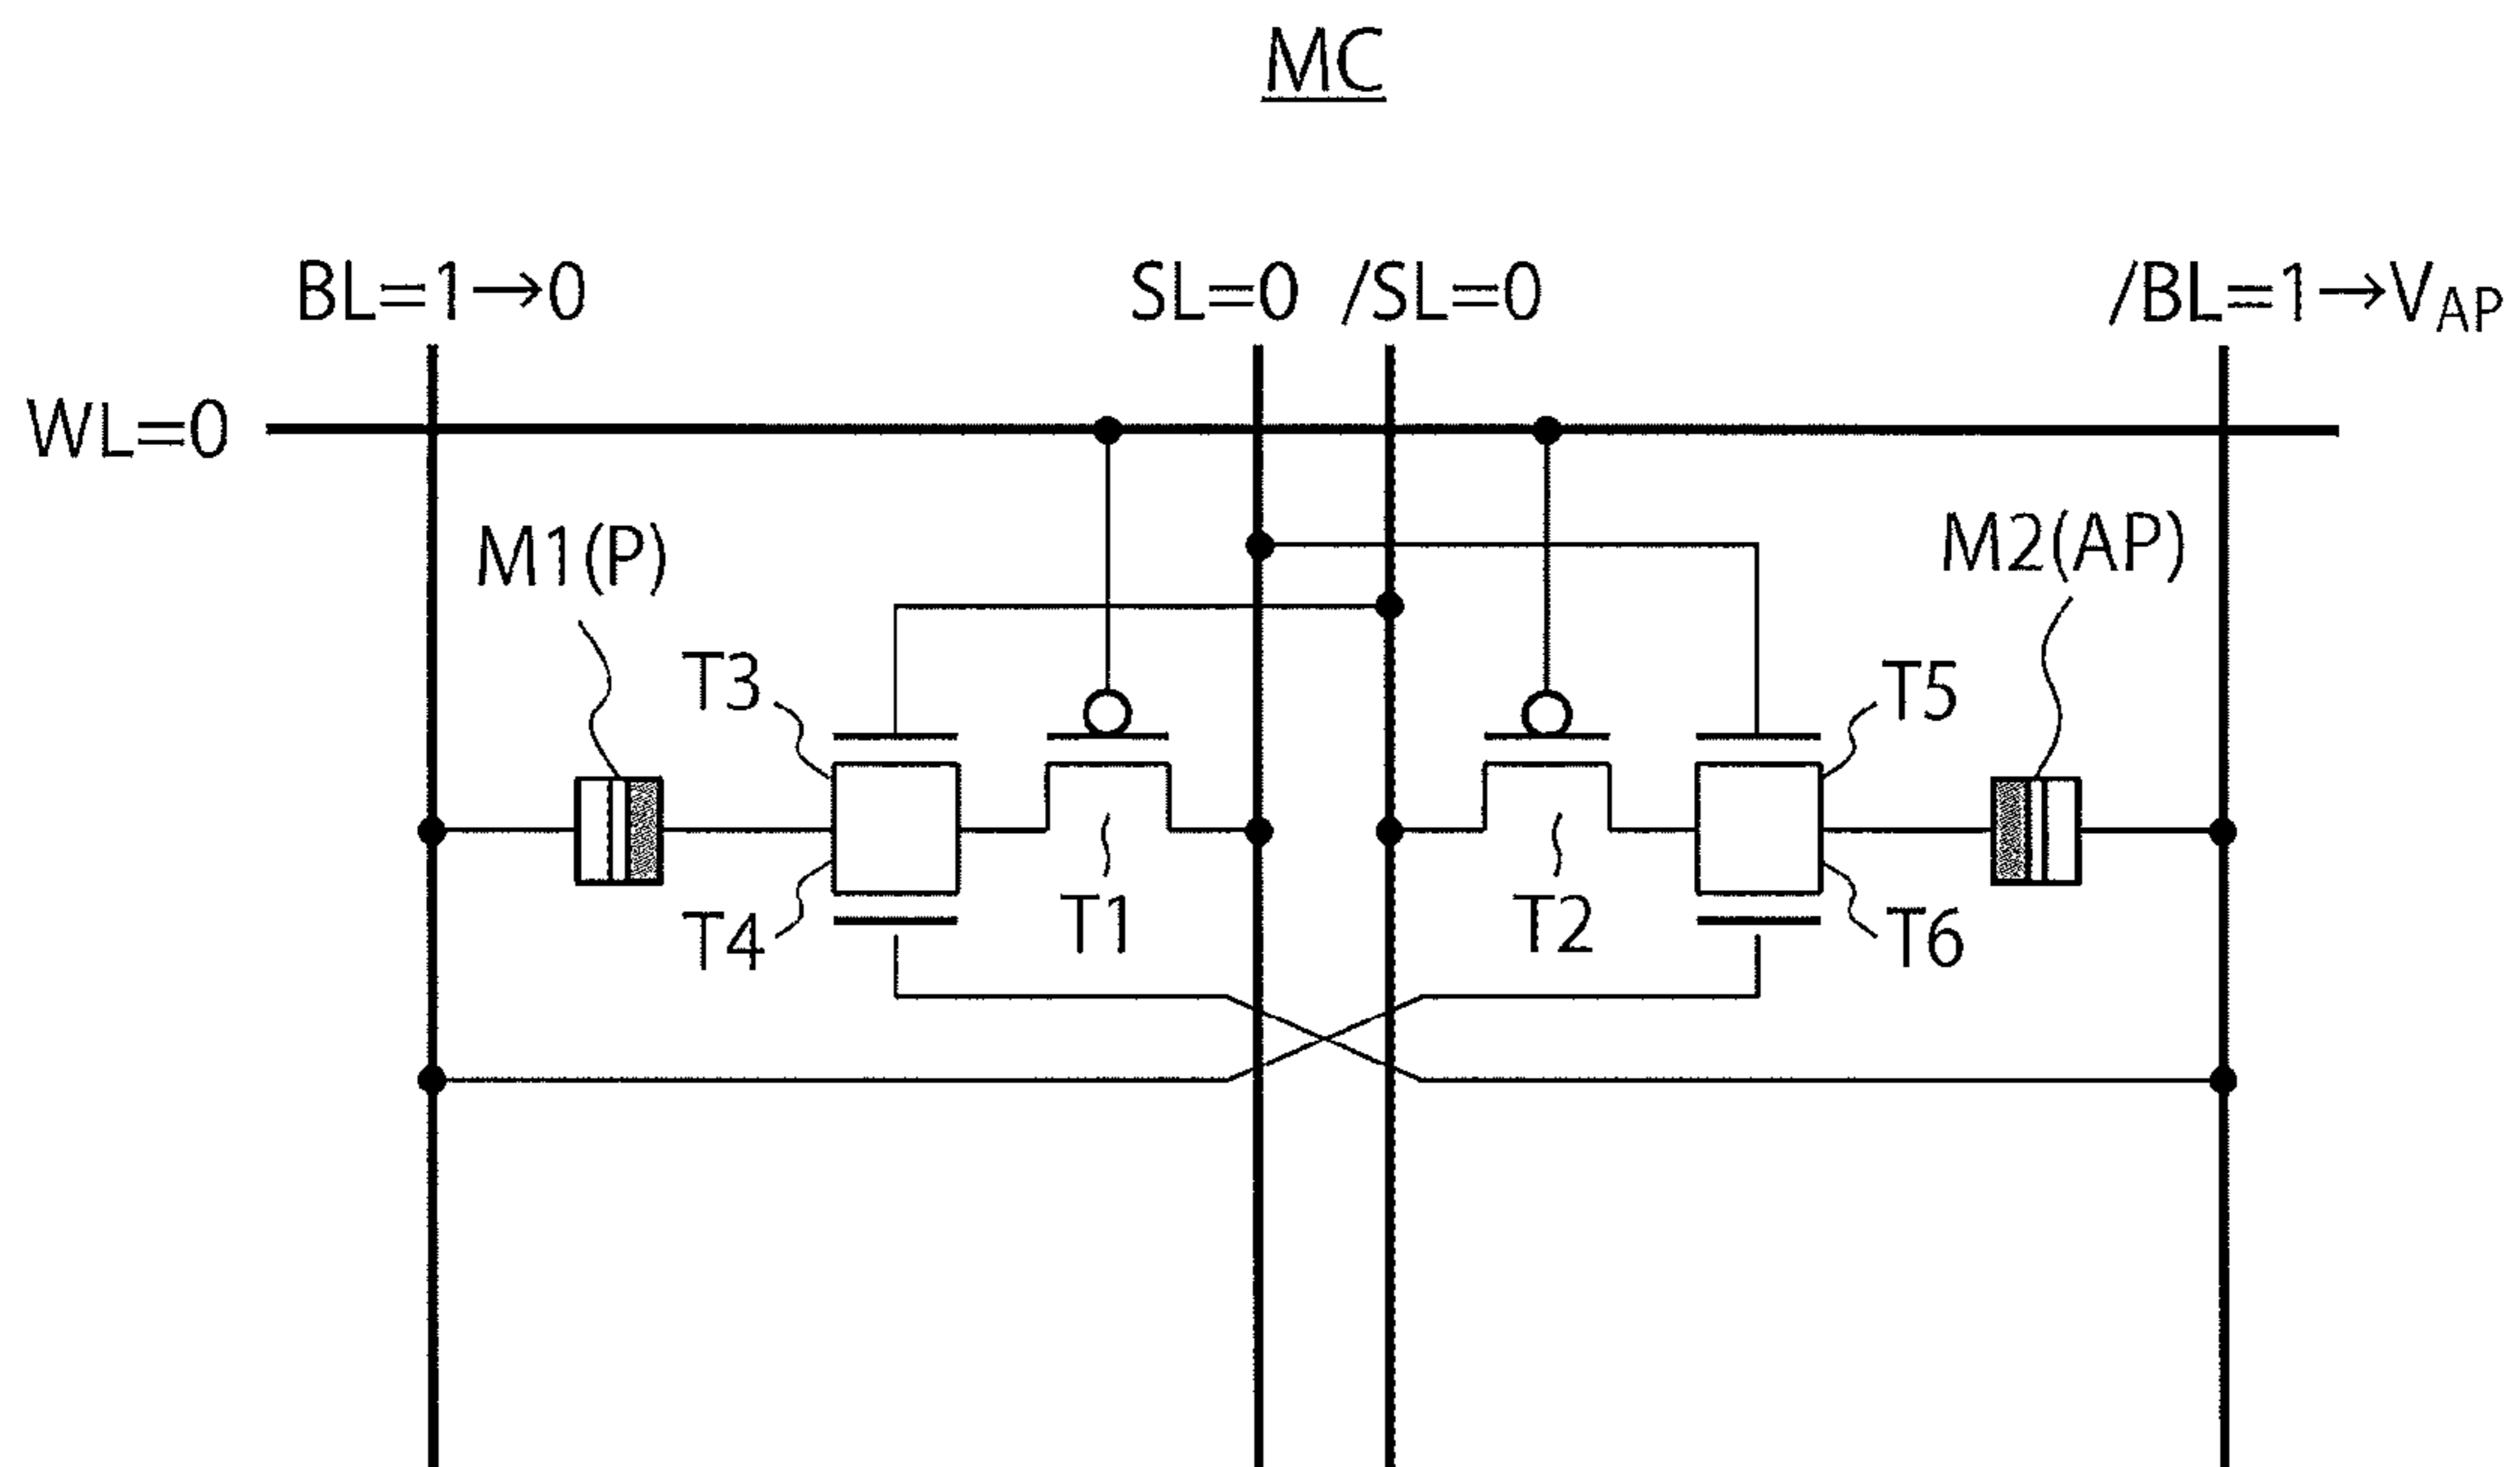 MC
BL=1→0 SL=0 /SL=0 /BL=1→VAP
WL=0
M1(P) M2(AP)
T3 T5
T4 T1 T2 T6